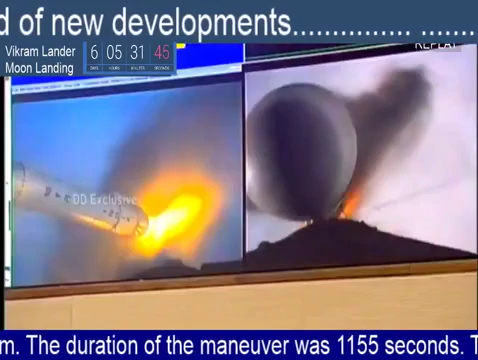 d of new developments............... .......
REPLAY
Vikram Lander
Moon Landing
6 05 31 45
DAYS HOURS MINUTES SECONDS
DD Exclusive
m. The duration of the maneuver was 1155 seconds. T